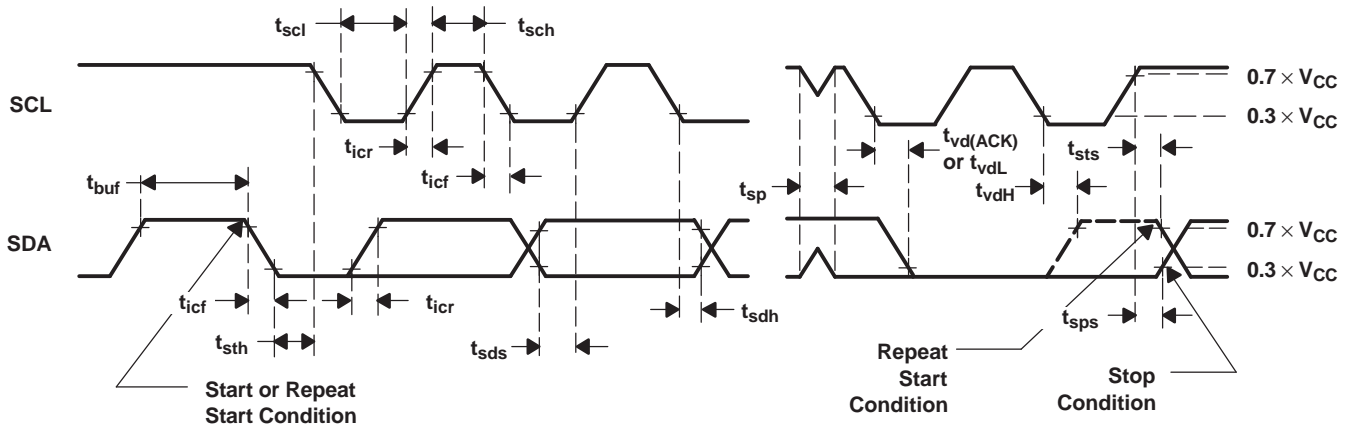 tscl
tsch
SCL
0.7 × VCC
0.3 × VCC
ticr
ticf
tbuf
tsp
tvd(ACK)
or tvdL
tvdH
tsts
SDA
0.7 × VCC
0.3 × VCC
ticf
ticr
tsth
tsds
tsdh
tsps
Start or Repeat
Start Condition
Repeat
Start
Condition
Stop
Condition